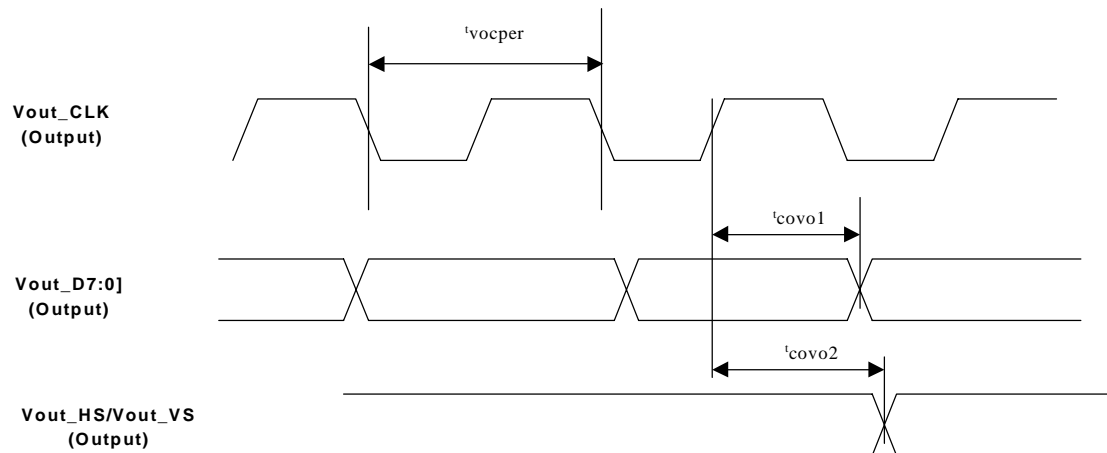 tvocper
Vout_CLK
(Output)
tcovo1
Vout_D7:0]
(Output)
tcovo2
Vout_HS/Vout_VS
(Output)